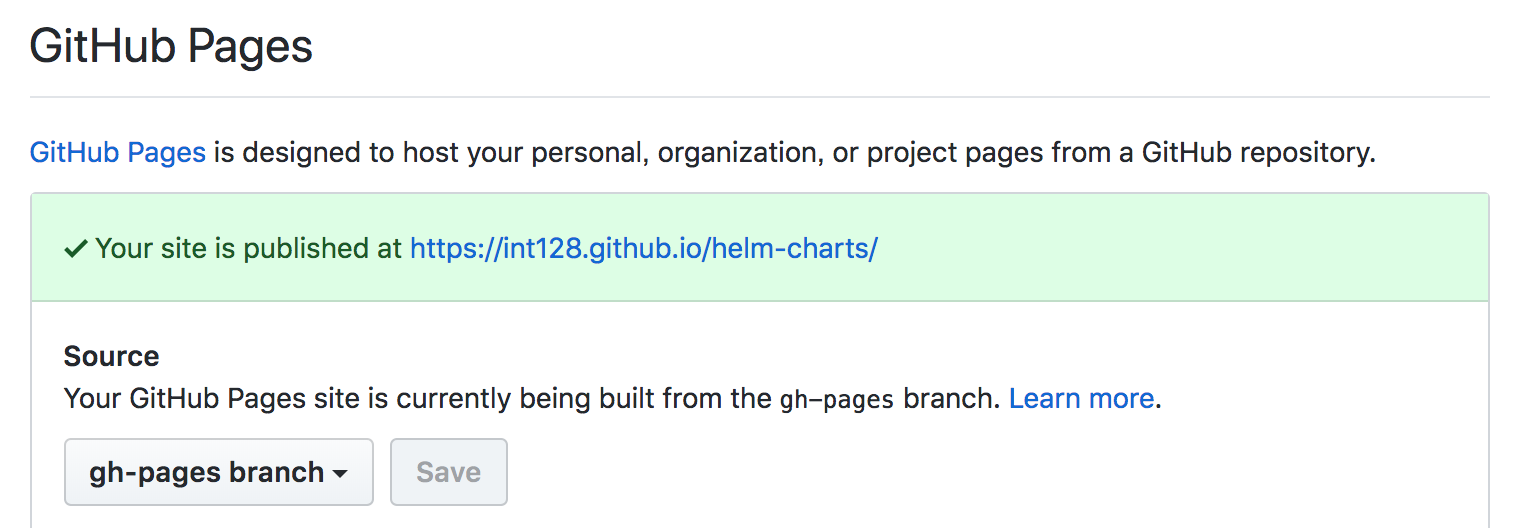 GitHub Pages
GitHub Pages is designed to host your personal, organization, or project pages from a GitHub repository.
Your site is published at https://int128.github.io/helm-charts/
Source
Your GitHub Pages site is currently being built from the gh-pages branch. Learn more.
gh-pages branch Save